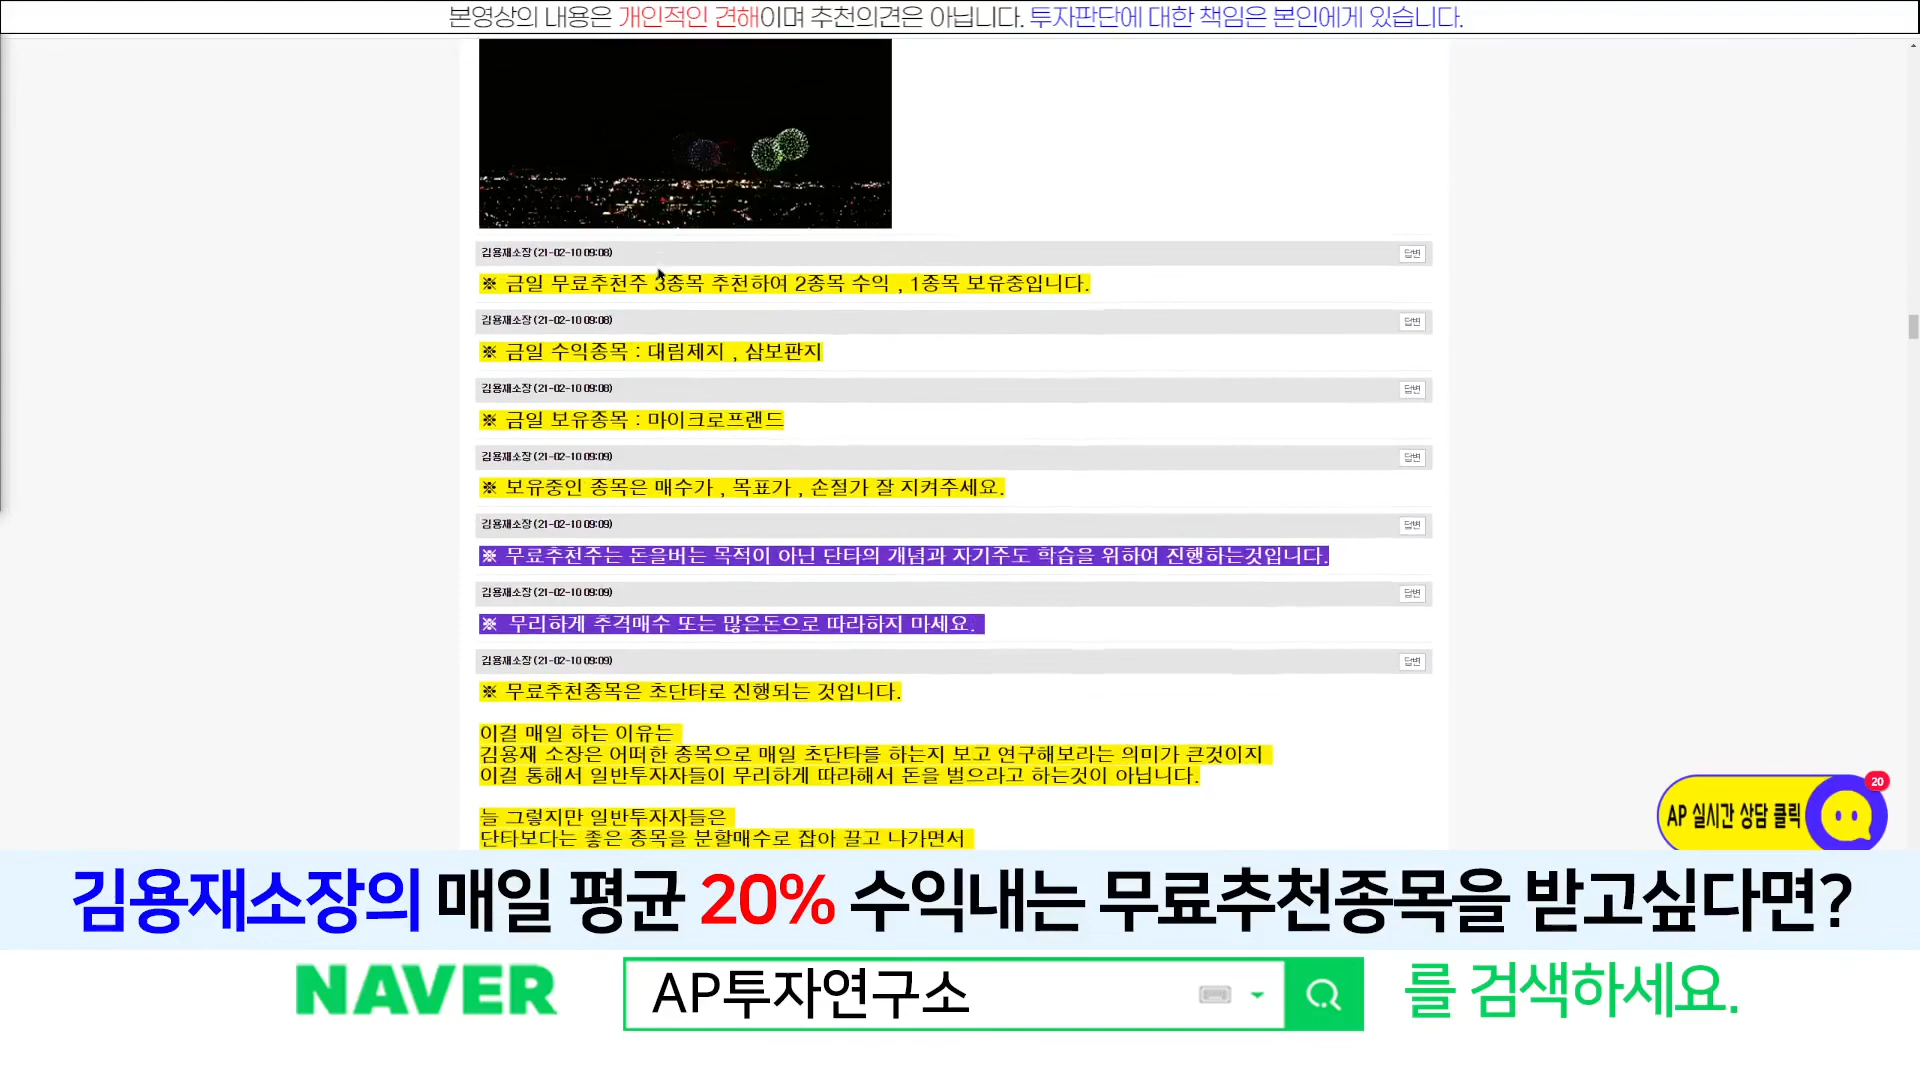 본영상의 내용은 개인적인 견해이며 추천의견은 아닙니다. 투자판단에 대한 책임은 본인에게 있습니다.
김용재소장 (21-02-10 09:08)
답변
※ 금일 무료추천주 3종목 추천하여 2종목 수익 , 1종목 보유중입니다.
김용재소장 (21-02-10 09:08)
답변
※ 금일 수익종목 : 대림제지 , 삼보판지
김용재소장 (21-02-10 09:08)
답변
※ 금일 보유종목 : 마이크로프랜드
김용재소장 (21-02-10 09:09)
답변
※ 보유중인 종목은 매수가 , 목표가 , 손절가 잘 지켜주세요.
김용재소장 (21-02-10 09:09)
답변
※ 무료추천주는 돈을버는 목적이 아닌 단타의 개념과 자기주도 학습을 위하여 진행하는것입니다.
김용재소장 (21-02-10 09:09)
답변
※ 무리하게 추격매수 또는 많은돈으로 따라하지 마세요.
김용재소장 (21-02-10 09:09)
답변
※ 무료추천종목은 초단타로 진행되는 것입니다.
이걸 매일 하는 이유는
김용재 소장은 어떠한 종목으로 매일 초단타를 하는지 보고 연구해보라는 의미가 큰것이지
이걸 통해서 일반투자자들이 무리하게 따라해서 돈을 벌으라고 하는것이 아닙니다.
늘 그렇지만 일반투자자들은
단타보다는 좋은 종목을 분할매수로 잡아 끌고 나가면서
AP 실시간 상담 클릭
20
김용재소장의 매일 평균 20% 수익내는 무료추천종목을 받고싶다면?
NAVER AP투자연구소 를 검색하세요.